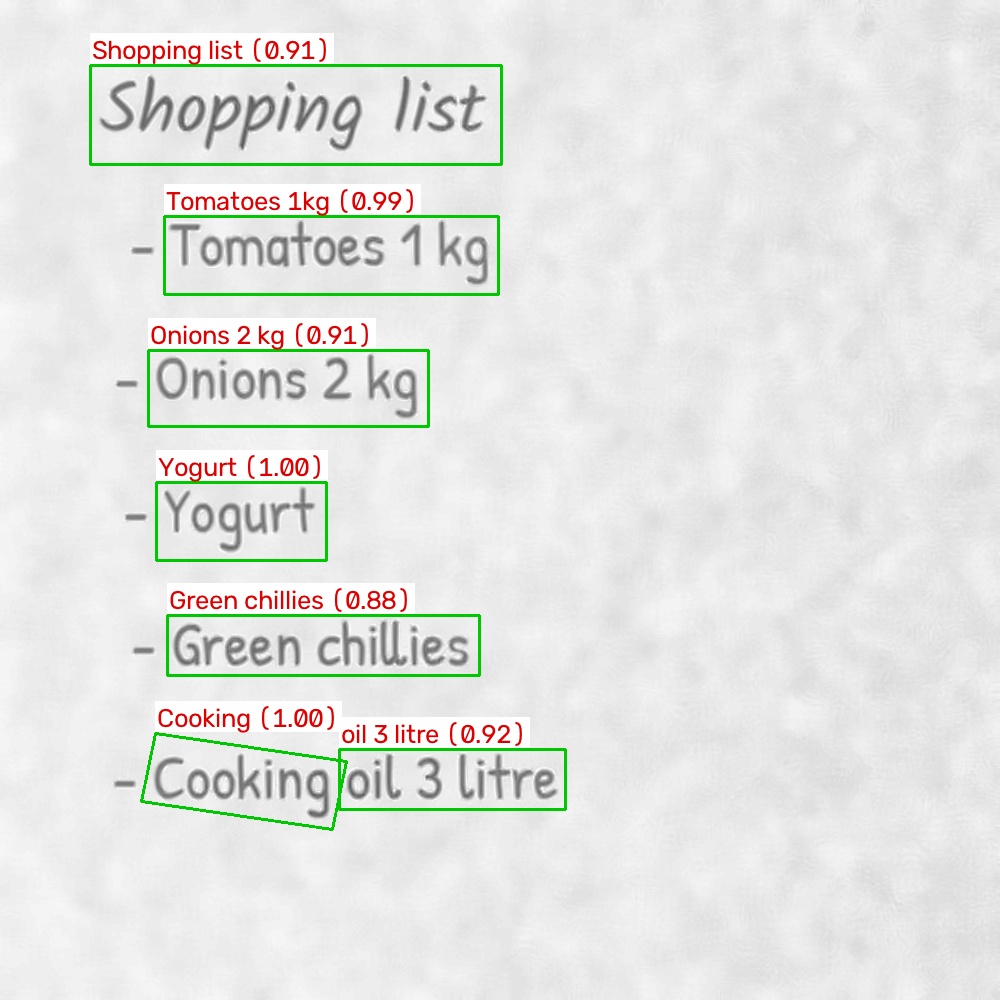 Shopping list (0.91)
Shopping list
Tomatoes 1kg (0.99)
- Tomatoes 1 kg
Onions 2 kg (0.91)
- Onions 2 kg
Yogurt (1.00)
- Yogurt
Green chillies (0.88)
- Green chillies
Cooking (1.00) oil 3 litre (0.92)
- Cooking oil 3 litre